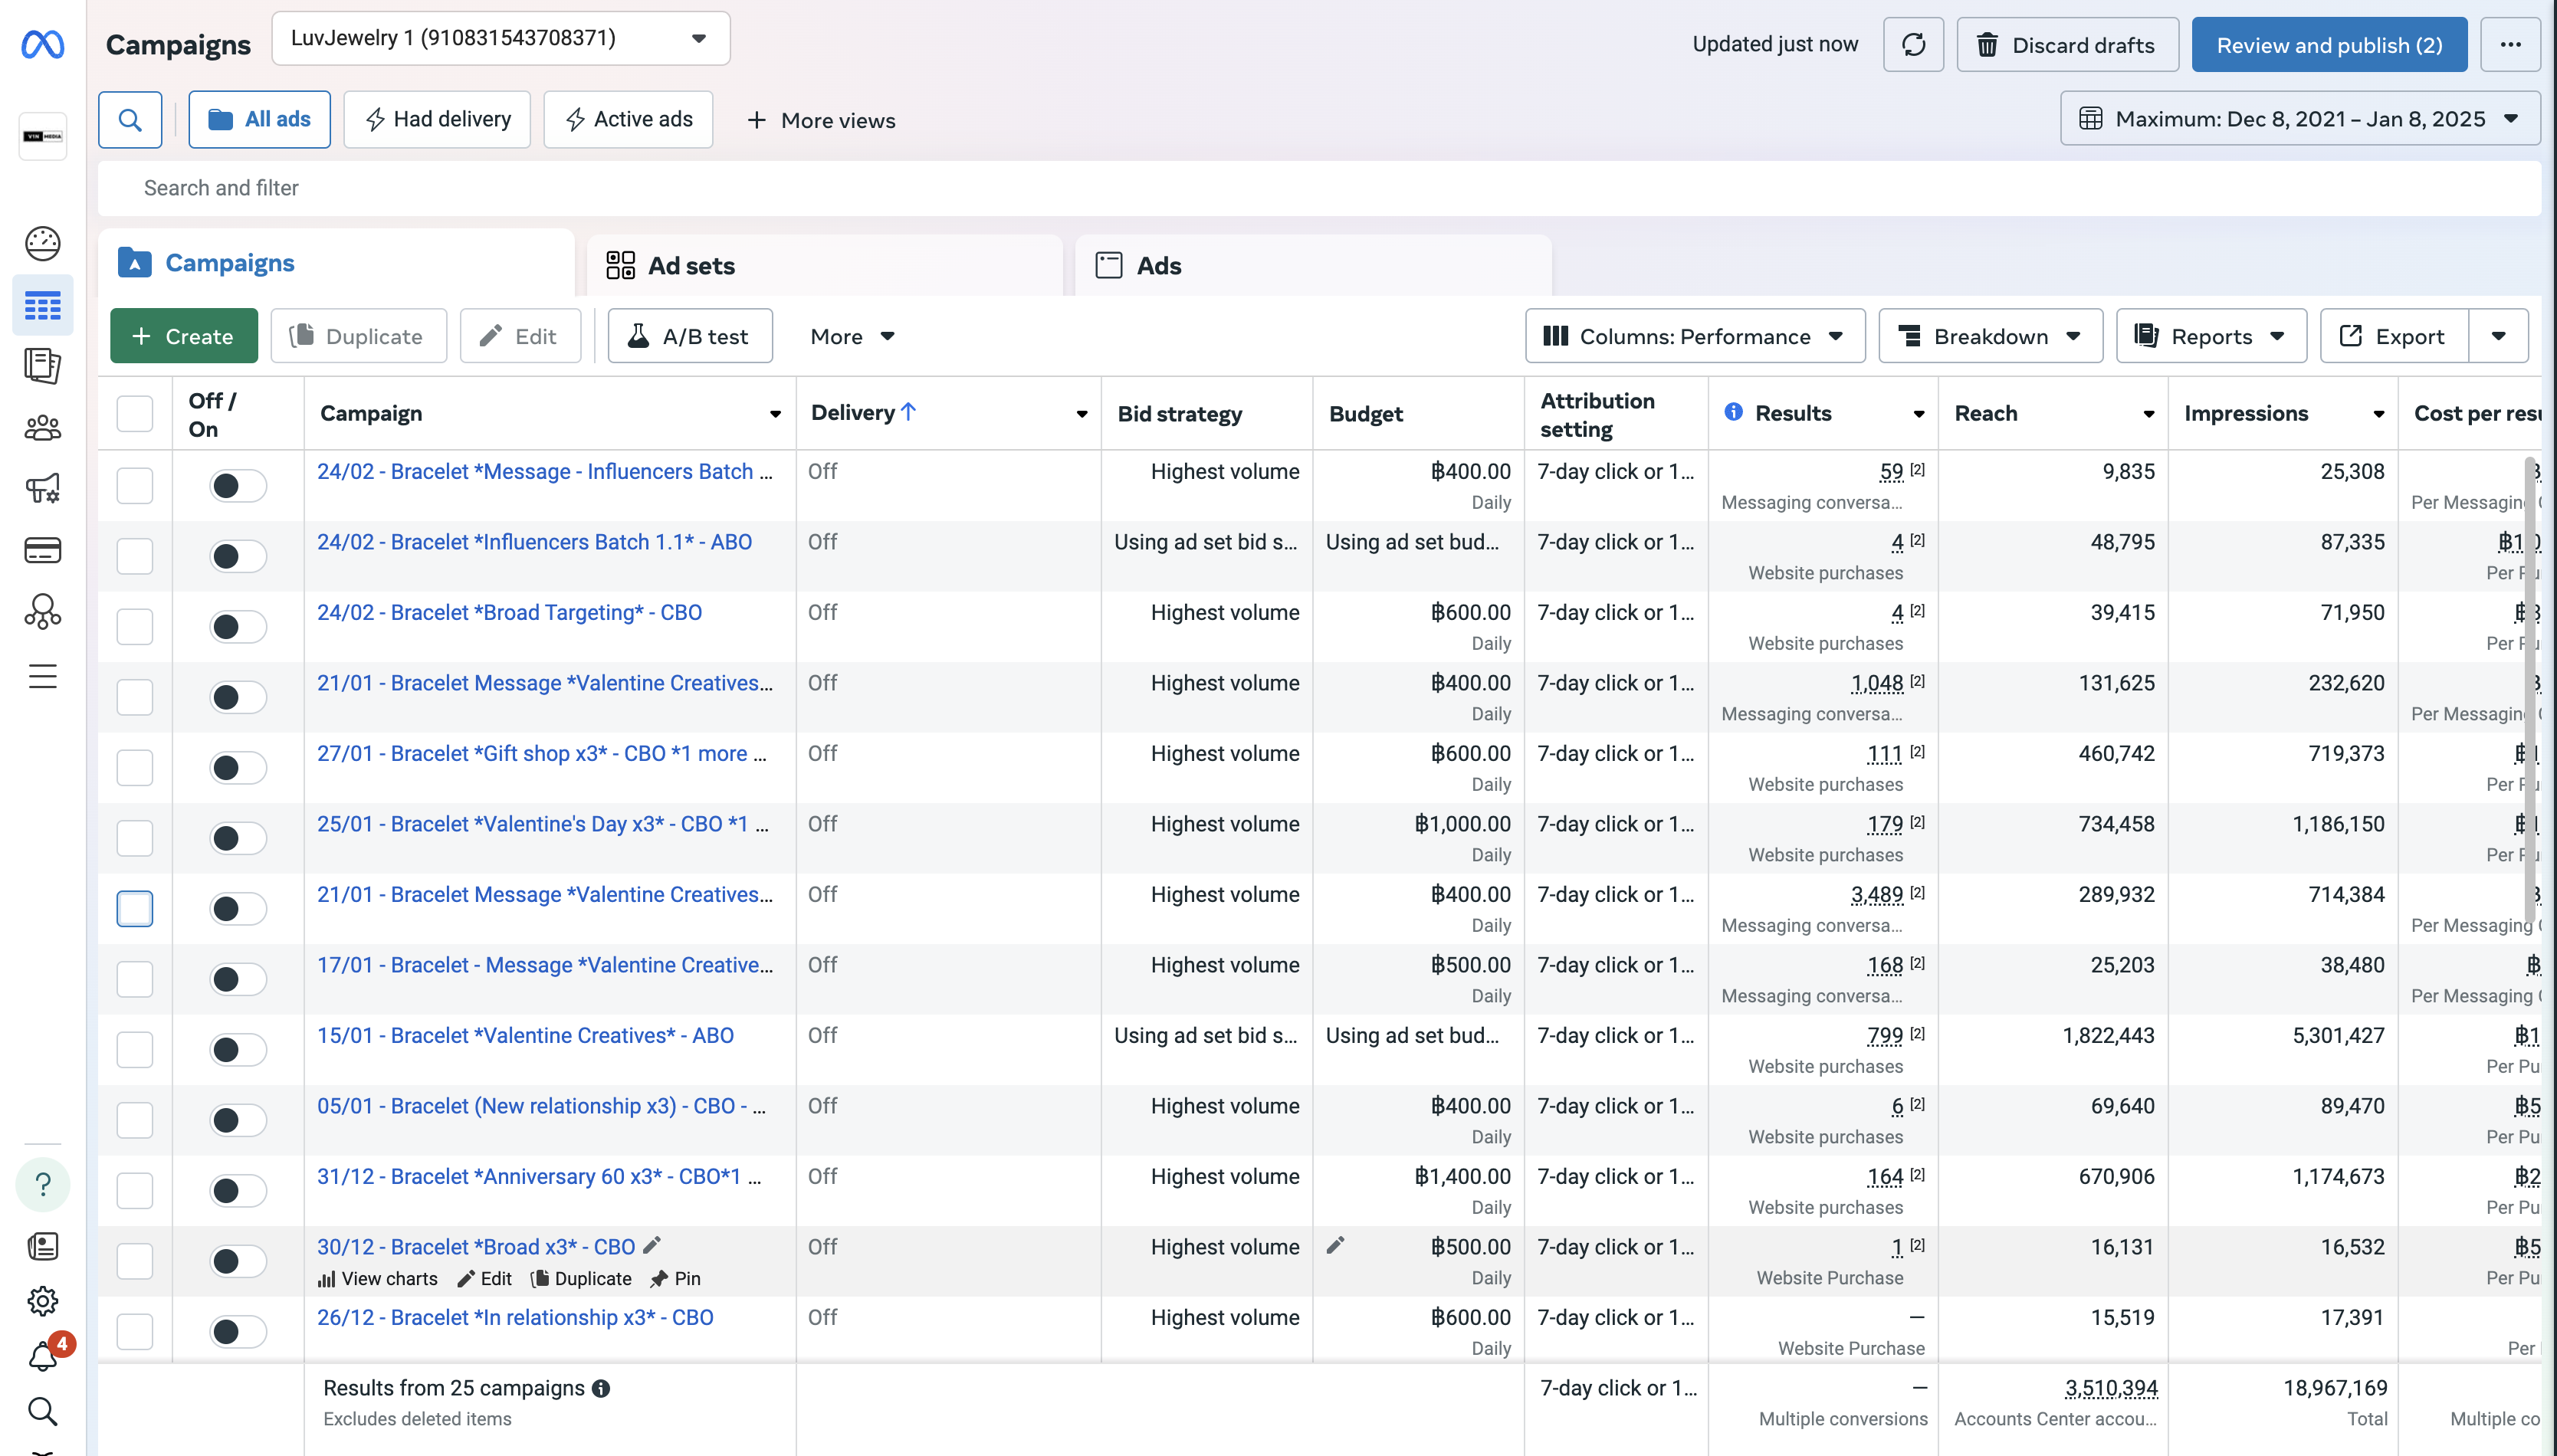 Campaigns
LuvJewelry 1 (910831543708371)
Updated just now
Discard drafts
Review and publish (2)
All ads
Had delivery
Active ads
+ More views
Maximum: Dec 8, 2021 – Jan 8, 2025
Search and filter
Campaigns
Ad sets
Ads
+ Create
Duplicate
Edit
A/B test
More
Columns: Performance
Breakdown
Reports
Export
Off / On
Campaign
Delivery ↑
Bid strategy
Budget
Attribution setting
Results
Reach
Impressions
Cost per resu
24/02 - Bracelet *Message - Influencers Batch ... Off Highest volume ฿400.00 7-day click or 1... 59 [2] 9,835 25,308
Daily Messaging conversa... Per Messaging
24/02 - Bracelet *Influencers Batch 1.1* - ABO Off Using ad set bid s... Using ad set bud... 7-day click or 1... 4 [2] 48,795 87,335
Website purchases
24/02 - Bracelet *Broad Targeting* - CBO Off Highest volume ฿600.00 7-day click or 1... 4 [2] 39,415 71,950
Daily Website purchases
21/01 - Bracelet Message *Valentine Creatives... Off Highest volume ฿400.00 7-day click or 1... 1,048 [2] 131,625 232,620
Daily Messaging conversa... Per Messaging
27/01 - Bracelet *Gift shop x3* - CBO *1 more ... Off Highest volume ฿600.00 7-day click or 1... 111 [2] 460,742 719,373
Daily Website purchases
25/01 - Bracelet *Valentine's Day x3* - CBO *1 ... Off Highest volume ฿1,000.00 7-day click or 1... 179 [2] 734,458 1,186,150
Daily Website purchases
21/01 - Bracelet Message *Valentine Creatives... Off Highest volume ฿400.00 7-day click or 1... 3,489 [2] 289,932 714,384
Daily Messaging conversa... Per Messaging
17/01 - Bracelet - Message *Valentine Creative... Off Highest volume ฿500.00 7-day click or 1... 168 [2] 25,203 38,480 ฿
Daily Messaging conversa... Per Messaging
15/01 - Bracelet *Valentine Creatives* - ABO Off Using ad set bid s... Using ad set bud... 7-day click or 1... 799 [2] 1,822,443 5,301,427 ฿1
Website purchases Per Pu
05/01 - Bracelet (New relationship x3) - CBO - ... Off Highest volume ฿400.00 7-day click or 1... 6 [2] 69,640 89,470 ฿5
Daily Website purchases Per Pu
31/12 - Bracelet *Anniversary 60 x3* - CBO*1 ... Off Highest volume ฿1,400.00 7-day click or 1... 164 [2] 670,906 1,174,673 ฿2
Daily Website purchases Per Pu
30/12 - Bracelet *Broad x3* - CBO Off Highest volume ฿500.00 7-day click or 1... 1 [2] 16,131 16,532 ฿5
View charts Edit Duplicate Pin Daily Website Purchase Per Pu
26/12 - Bracelet *In relationship x3* - CBO Off Highest volume ฿600.00 7-day click or 1... — 15,519 17,391
Daily Website Purchase Per
Results from 25 campaigns 7-day click or 1... — 3,510,394 18,967,169
Excludes deleted items Multiple conversions Accounts Center accou... Total Multiple co
?
4